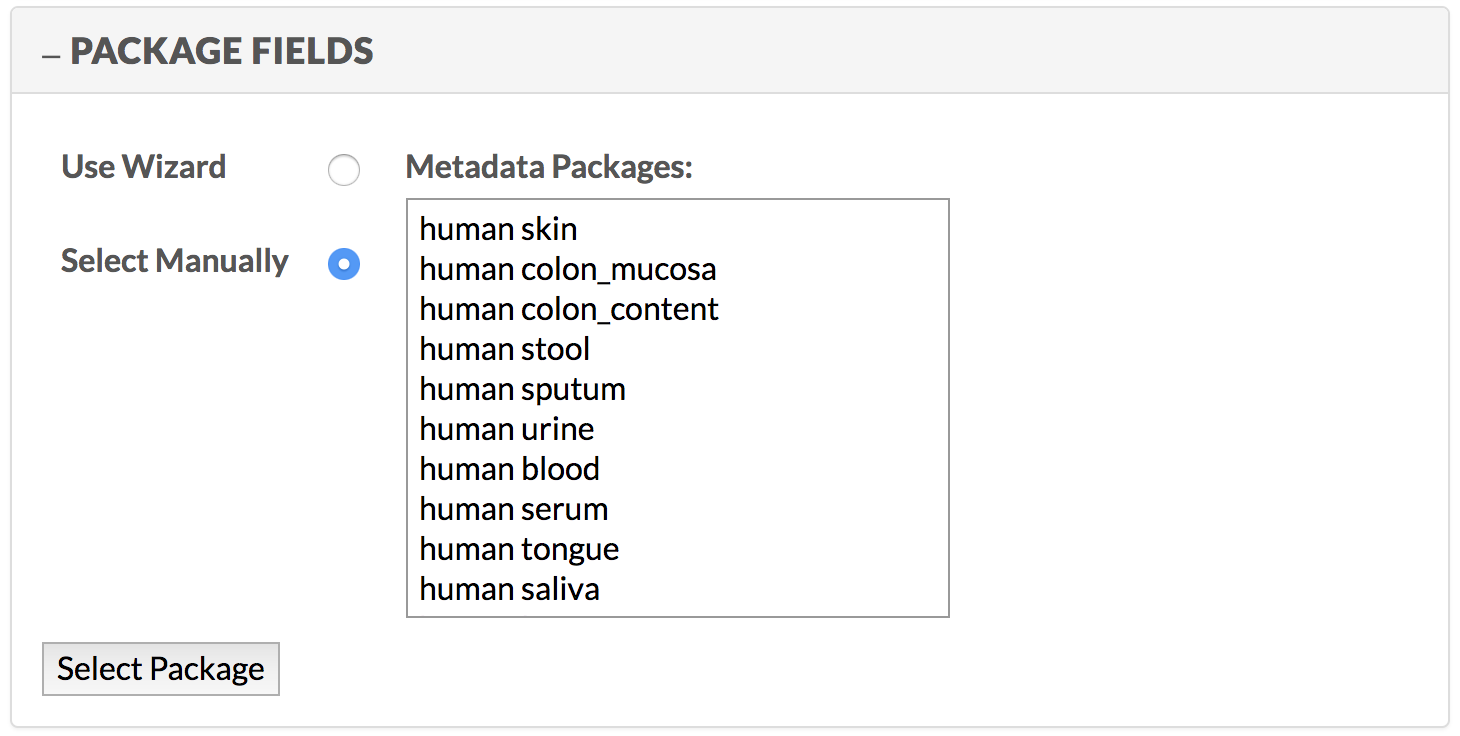 – PACKAGE FIELDS
Use Wizard
Select Manually
Metadata Packages:
human skin
human colon_mucosa
human colon_content
human stool
human sputum
human urine
human blood
human serum
human tongue
human saliva
Select Package